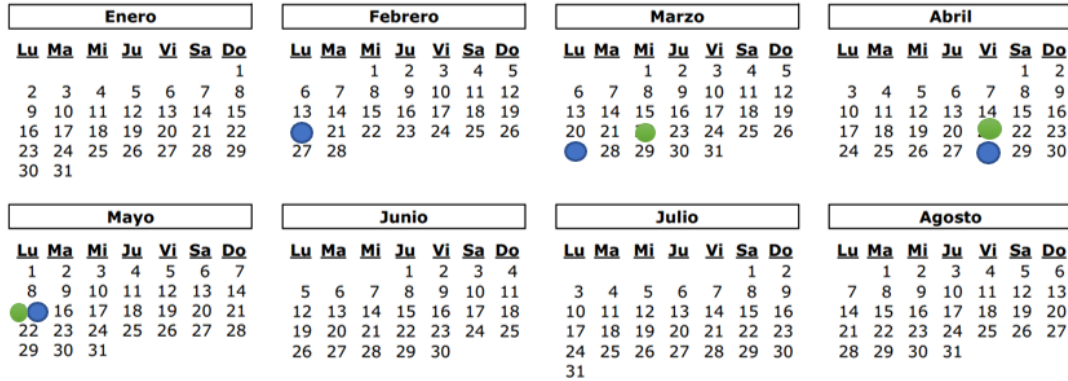 Enero
Lu Ma Mi Ju Vi Sa Do
1
2 3 4 5 6 7 8
9 10 11 12 13 14 15
16 17 18 19 20 21 22
23 24 25 26 27 28 29
30 31
Febrero
Lu Ma Mi Ju Vi Sa Do
1 2 3 4 5
6 7 8 9 10 11 12
13 14 15 16 17 18 19
21 22 23 24 25 26
27 28
Marzo
Lu Ma Mi Ju Vi Sa Do
1 2 3 4 5
6 7 8 9 10 11 12
13 14 15 16 17 18 19
20 21 23 24 25 26
28 29 30 31
Abril
Lu Ma Mi Ju Vi Sa Do
1 2
3 4 5 6 7 8 9
10 11 12 13 14 15 16
17 18 19 20 22 23
24 25 26 27 29 30
Mayo
Lu Ma Mi Ju Vi Sa Do
1 2 3 4 5 6 7
8 9 10 11 12 13 14
16 17 18 19 20 21
22 23 24 25 26 27 28
29 30 31
Junio
Lu Ma Mi Ju Vi Sa Do
1 2 3 4
5 6 7 8 9 10 11
12 13 14 15 16 17 18
19 20 21 22 23 24 25
26 27 28 29 30
Julio
Lu Ma Mi Ju Vi Sa Do
1 2
3 4 5 6 7 8 9
10 11 12 13 14 15 16
17 18 19 20 21 22 23
24 25 26 27 28 29 30
31
Agosto
Lu Ma Mi Ju Vi Sa Do
1 2 3 4 5 6
7 8 9 10 11 12 13
14 15 16 17 18 19 20
21 22 23 24 25 26 27
28 29 30 31